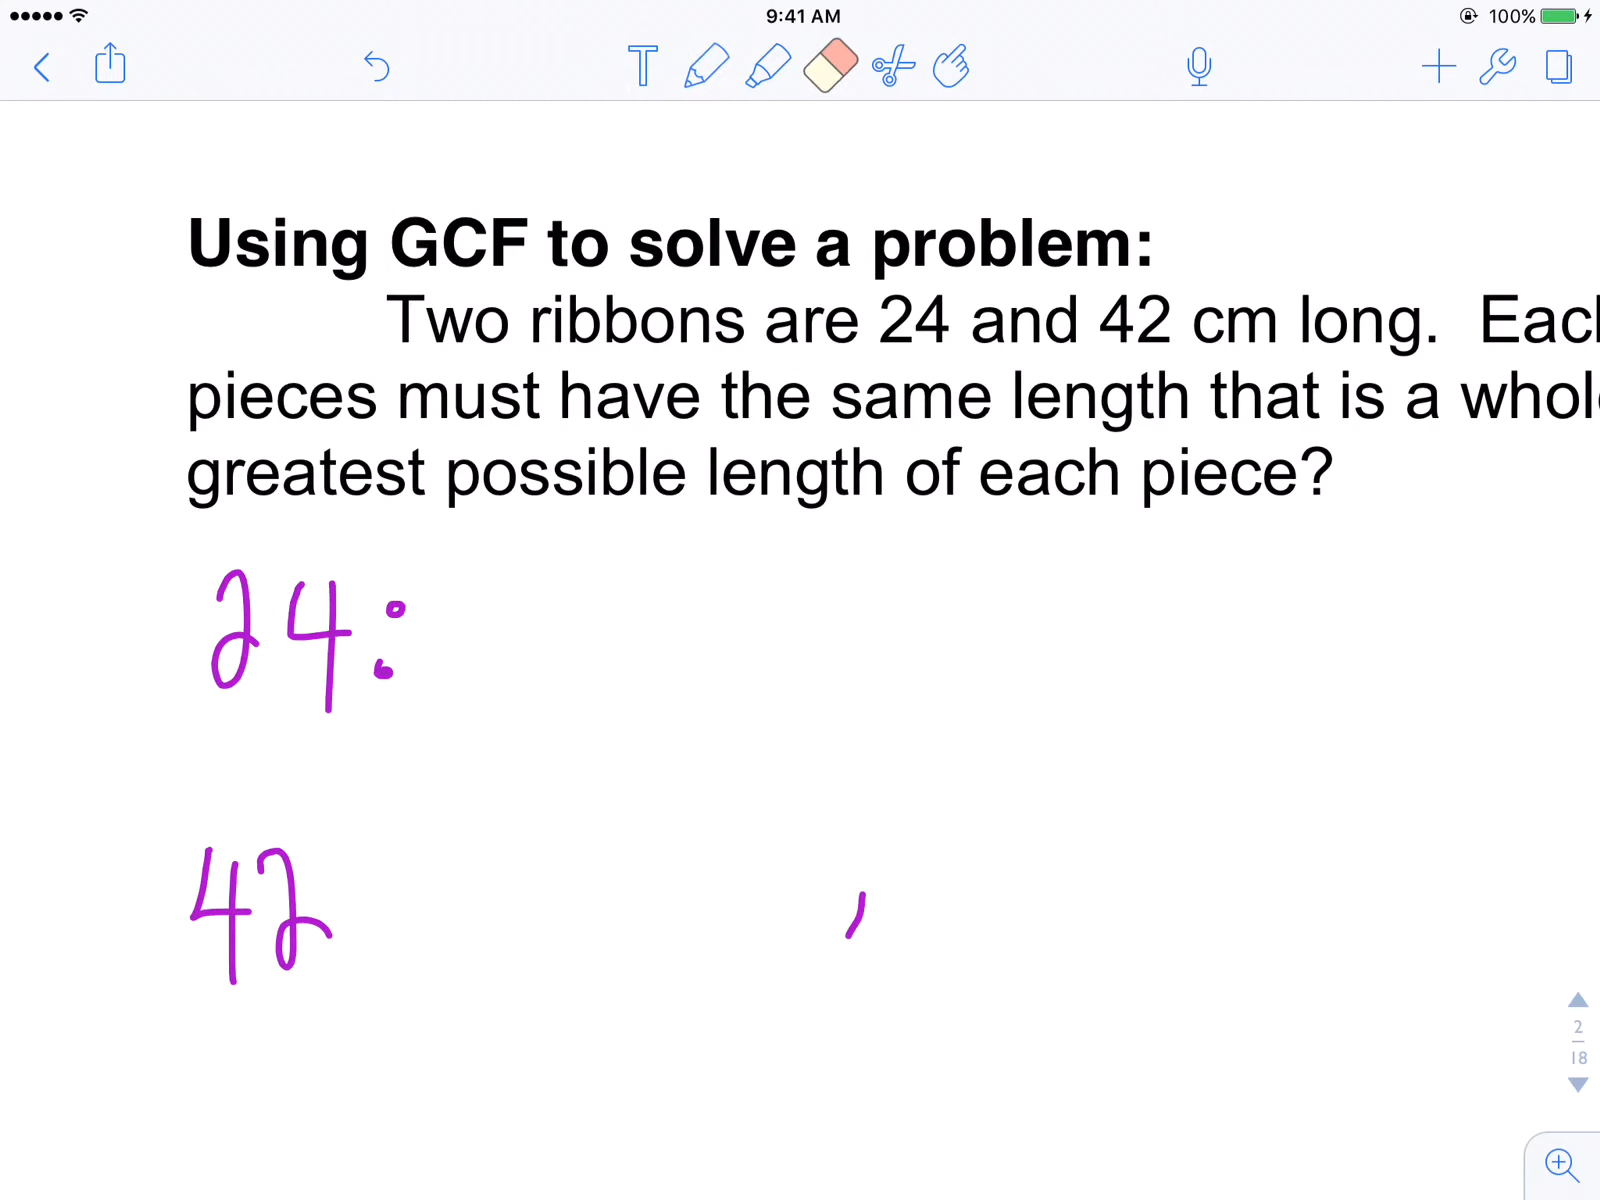 9:41 AM
100%
T
Using GCF to solve a problem:
Two ribbons are 24 and 42 cm long. Each
pieces must have the same length that is a whol
greatest possible length of each piece?
24:
42
,
2
18